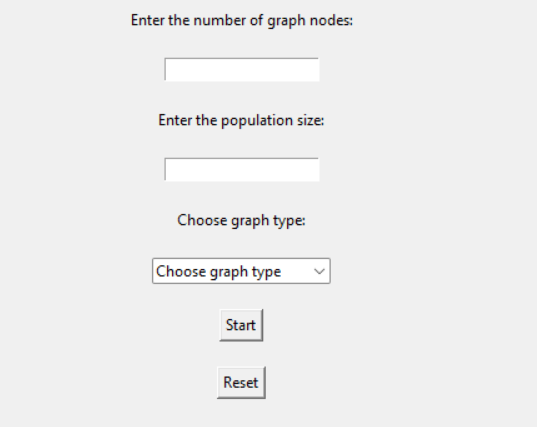 Enter the number of graph nodes:
Enter the population size:
Choose graph type:
Choose graph type
Start
Reset